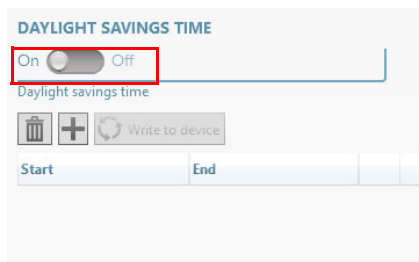 DAYLIGHT SAVINGS TIME
On Off
Daylight savings time
Write to device
Start End